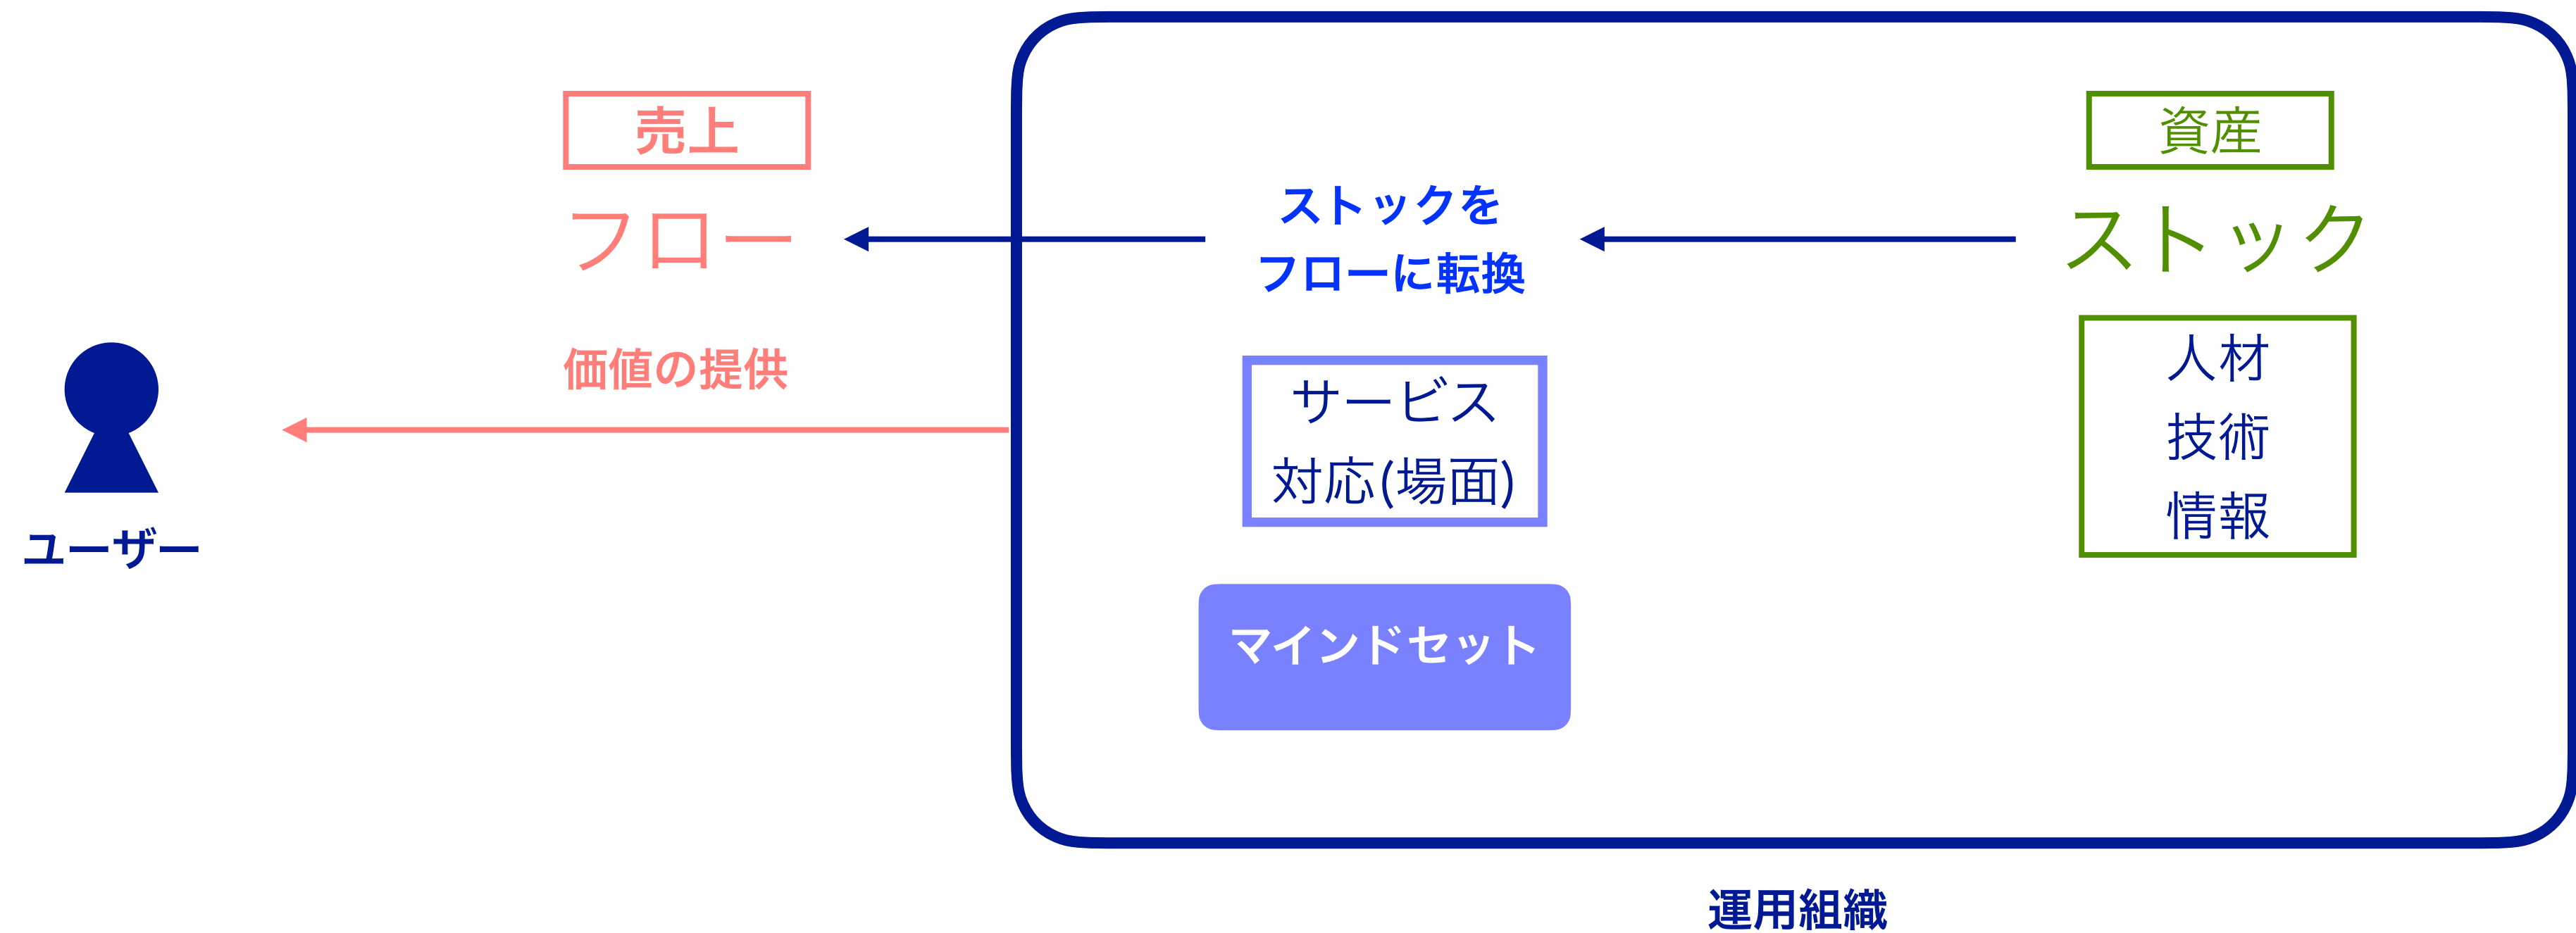 売上
フロー
価値の提供
ユーザー
ストックを
フローに転換
サービス
対応(場面)
マインドセット
資産
ストック
人材
技術
情報
運用組織